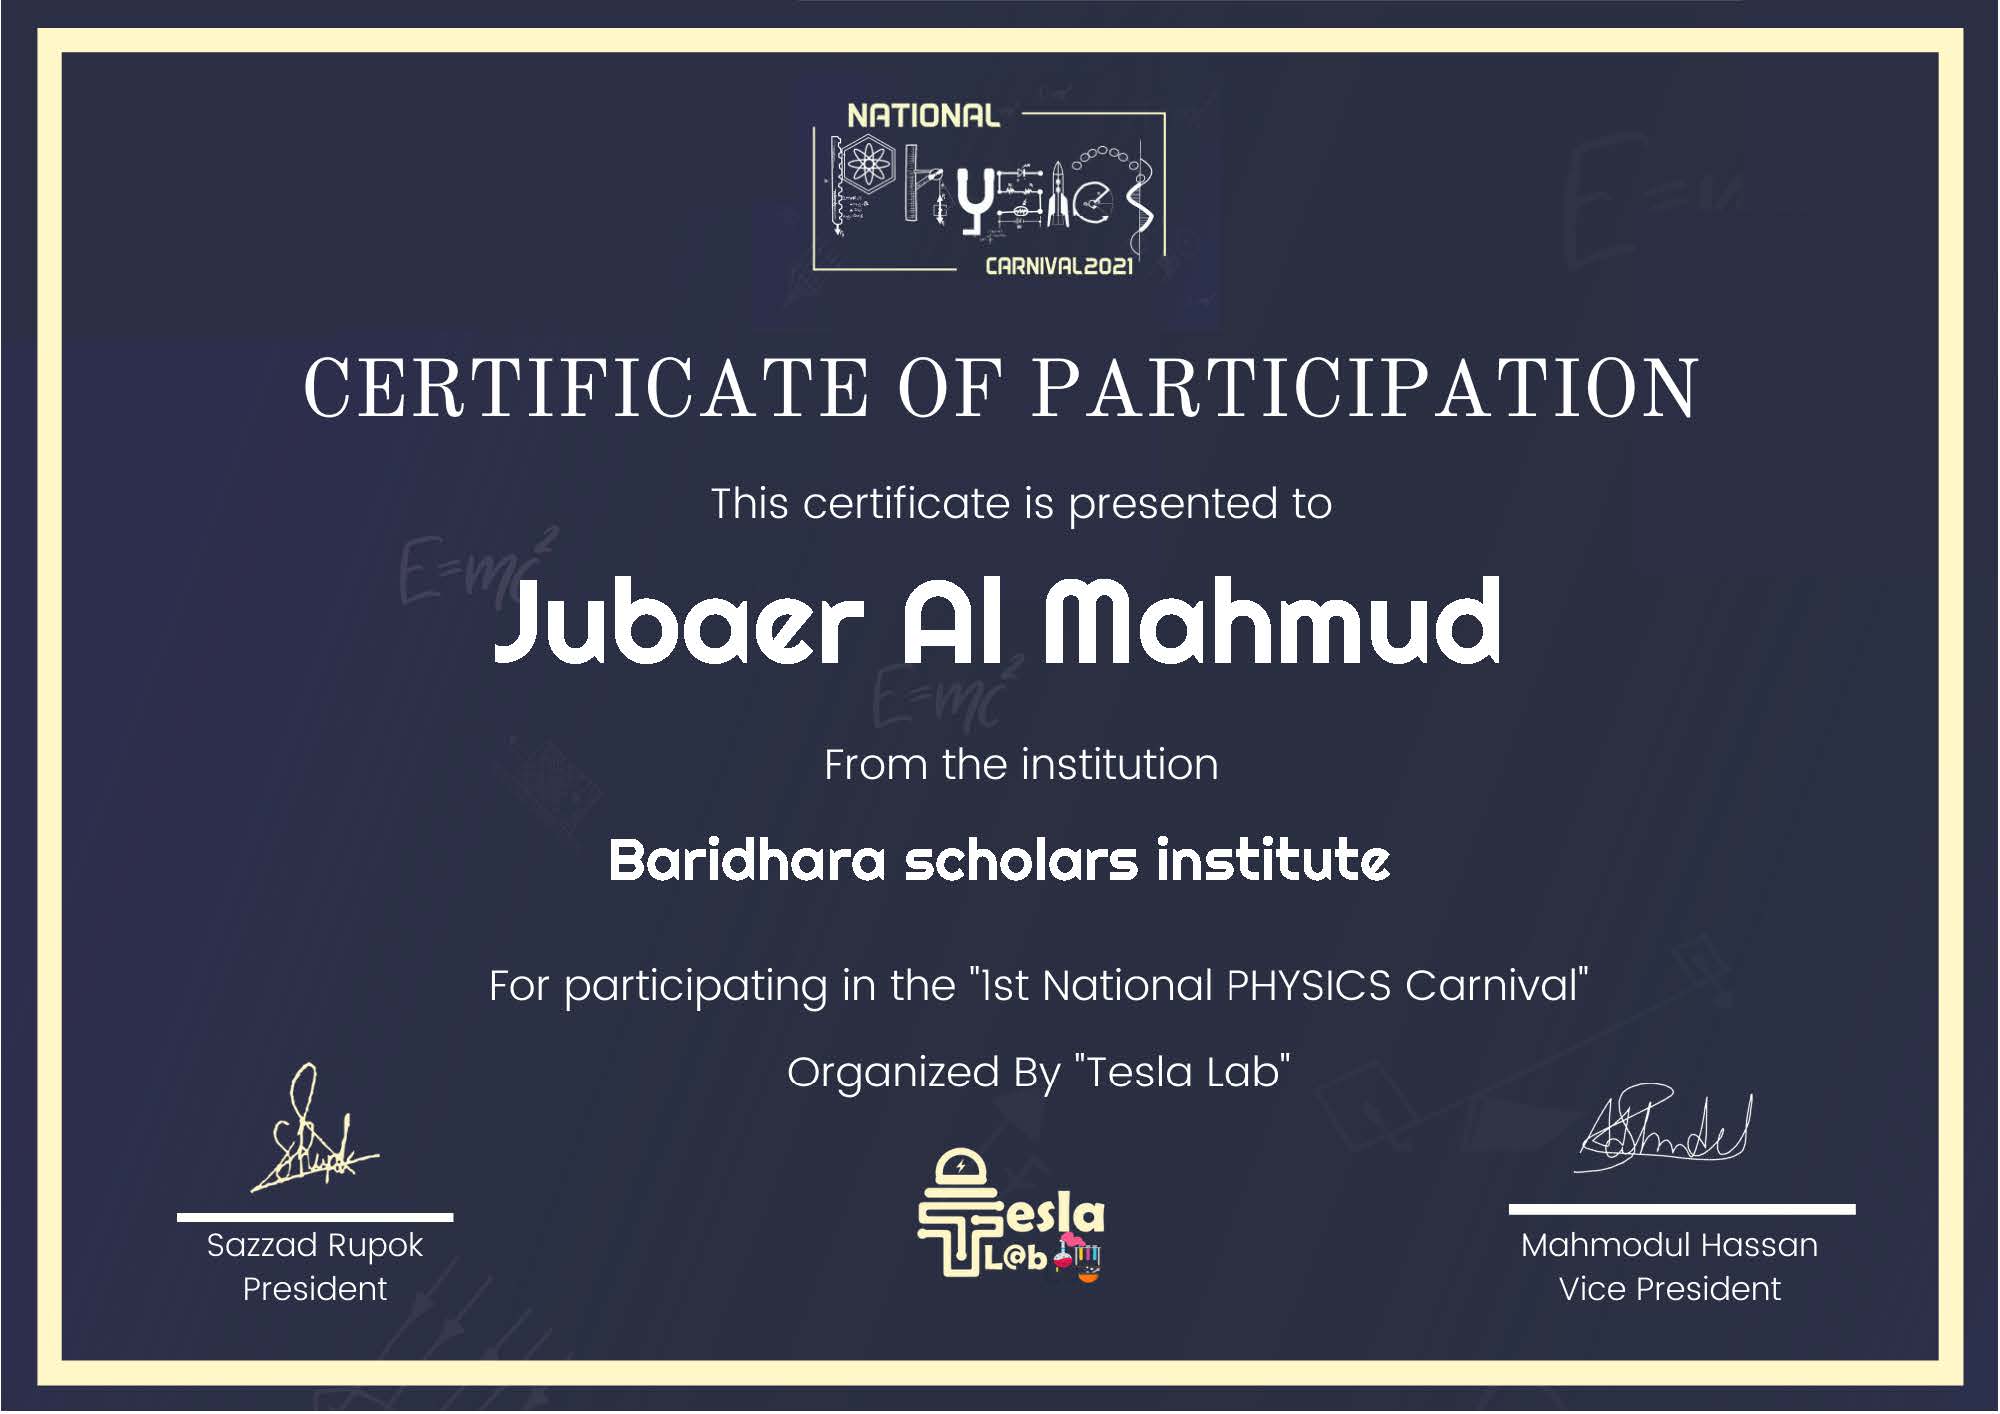 NATIONAL
Physics
CARNIVAL2021
CERTIFICATE OF PARTICIPATION
This certificate is presented to
E=mc²
Jubaer Al Mahmud
E=mc²
From the institution
Baridhara scholars institute
For participating in the "1st National PHYSICS Carnival"
Organized By "Tesla Lab"
Tesla
L@b
Sazzad Rupok
President
Mahmodul Hassan
Vice President